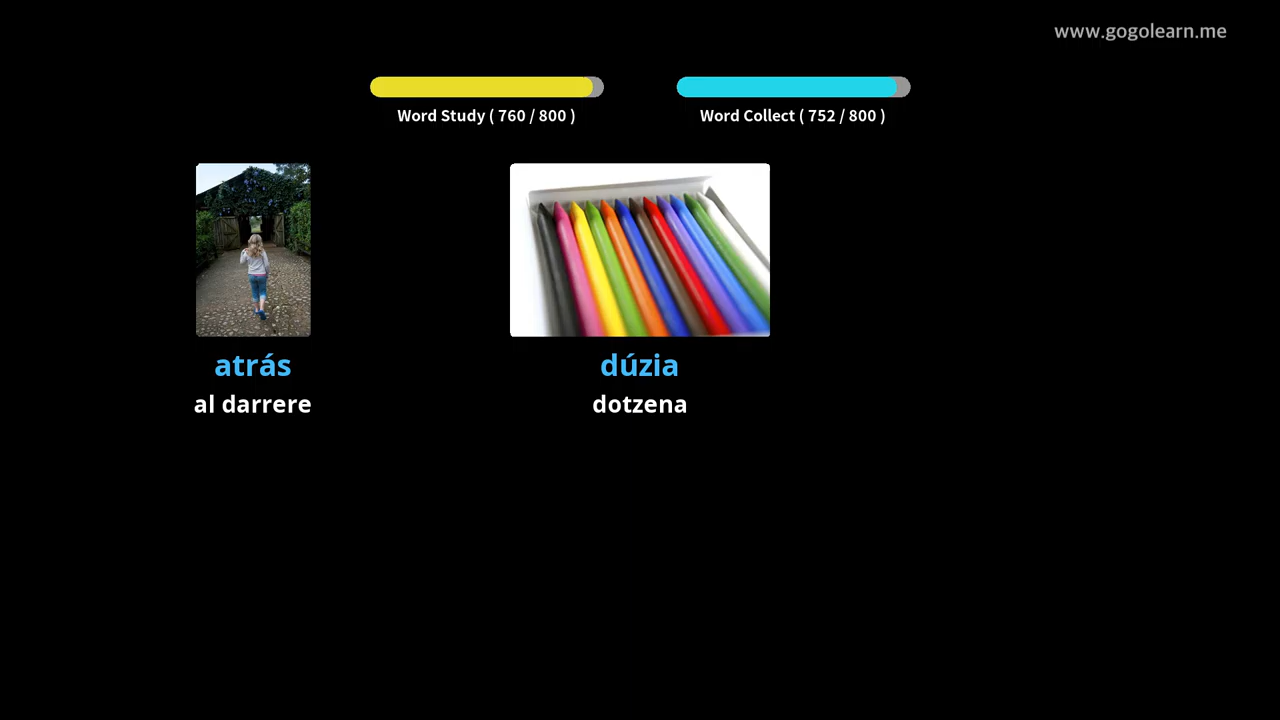 www.gogolearn.me
Word Study ( 760 / 800 )
Word Collect ( 752 / 800 )
atrás
al darrere
dúzia
dotzena